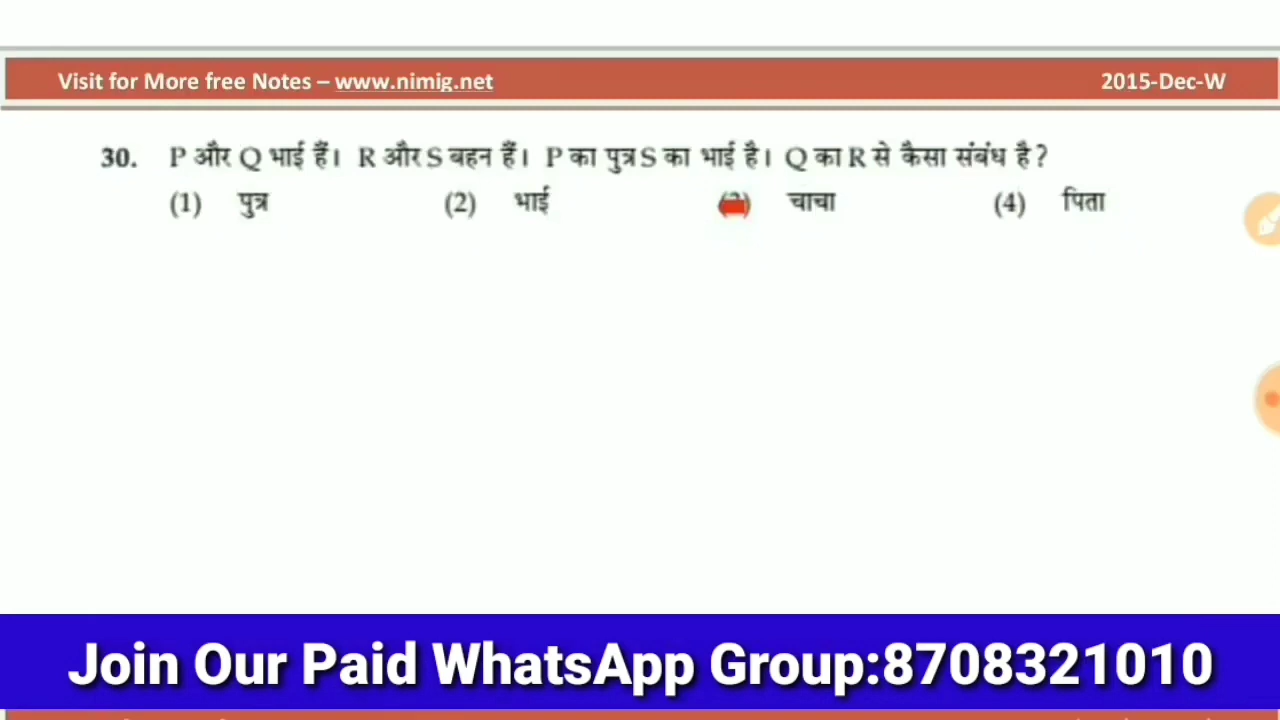 Visit for More free Notes – www.nimig.net 2015-Dec-W
30. P और Q भाई हैं। R और S बहन हैं। P का पुत्र S का भाई है। Q का R से कैसा संबंध है?
(1) पुत्र (2) भाई चाचा (4) पिता
Join Our Paid WhatsApp Group:8708321010